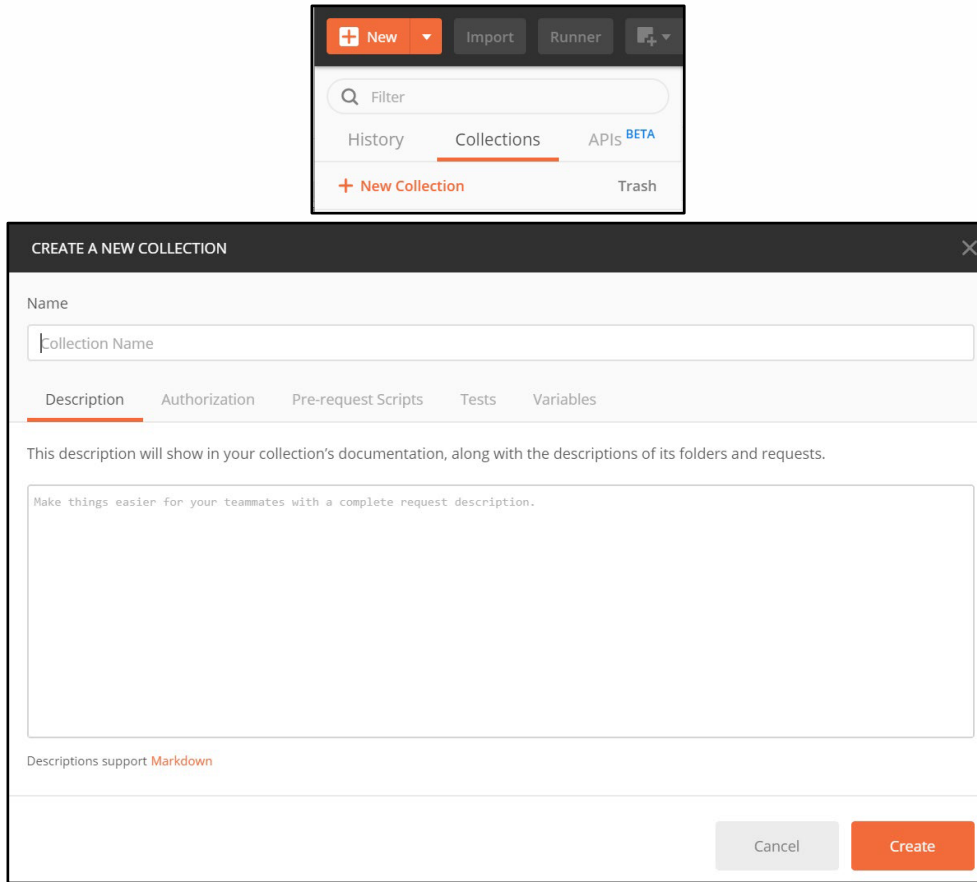 New Import Runner
Filter
History Collections APIs BETA
+ New Collection Trash
CREATE A NEW COLLECTION
Name
Collection Name
Description Authorization Pre-request Scripts Tests Variables
This description will show in your collection's documentation, along with the descriptions of its folders and requests.
Make things easier for your teammates with a complete request description.
Descriptions support Markdown
Cancel Create